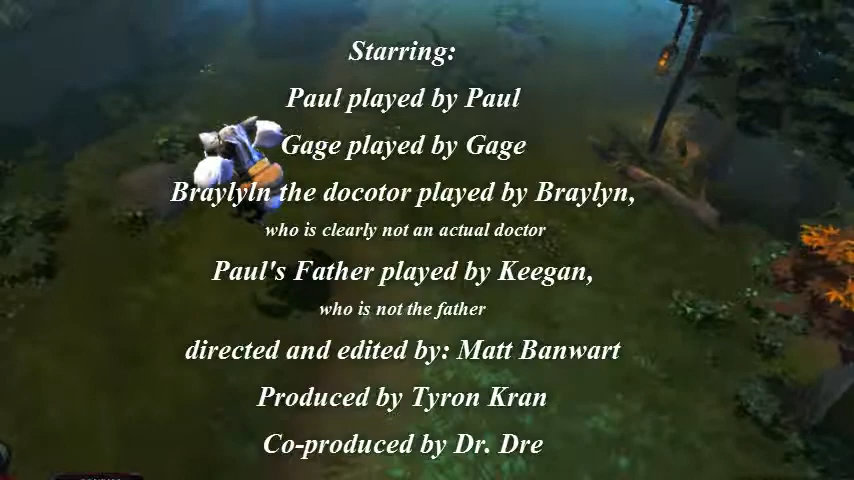 Starring:
Paul played by Paul
Gage played by Gage
Braylyln the docotor played by Braylyn,
who is clearly not an actual doctor
Paul's Father played by Keegan,
who is not the father
directed and edited by: Matt Banwart
Produced by Tyron Kran
Co-produced by Dr. Dre